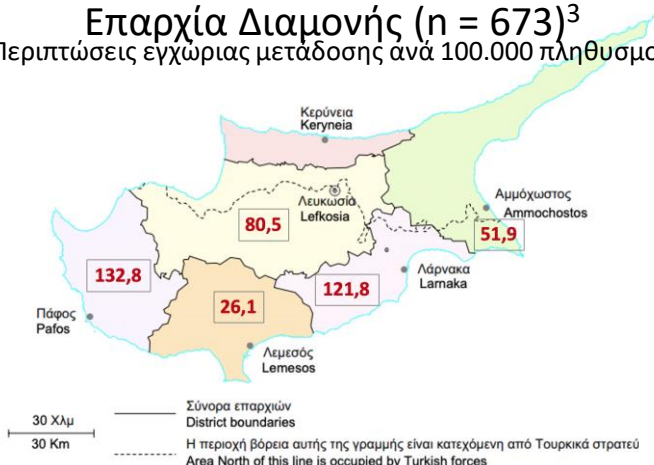 Επαρχία Διαμονής (n = 673)³
Περιπτώσεις εγχώριας μετάδοσης ανά 100.000 πληθυσμο
Κερύνεια
Keryneia
Λευκωσία
Lefkosia
Αμμόχωστος
Ammochostos
80,5
51,9
132,8
121,8
Λάρνακα
Larnaka
26,1
Πάφος
Pafos
Λεμεσός
Lemesos
30 Χλμ
30 Km
Σύνορα επαρχιών
District boundaries
Η περιοχή βόρεια αυτής της γραμμής είναι κατεχόμενη από Τουρκικά στρατεύ
Area North of this line is occupied by Turkish forces